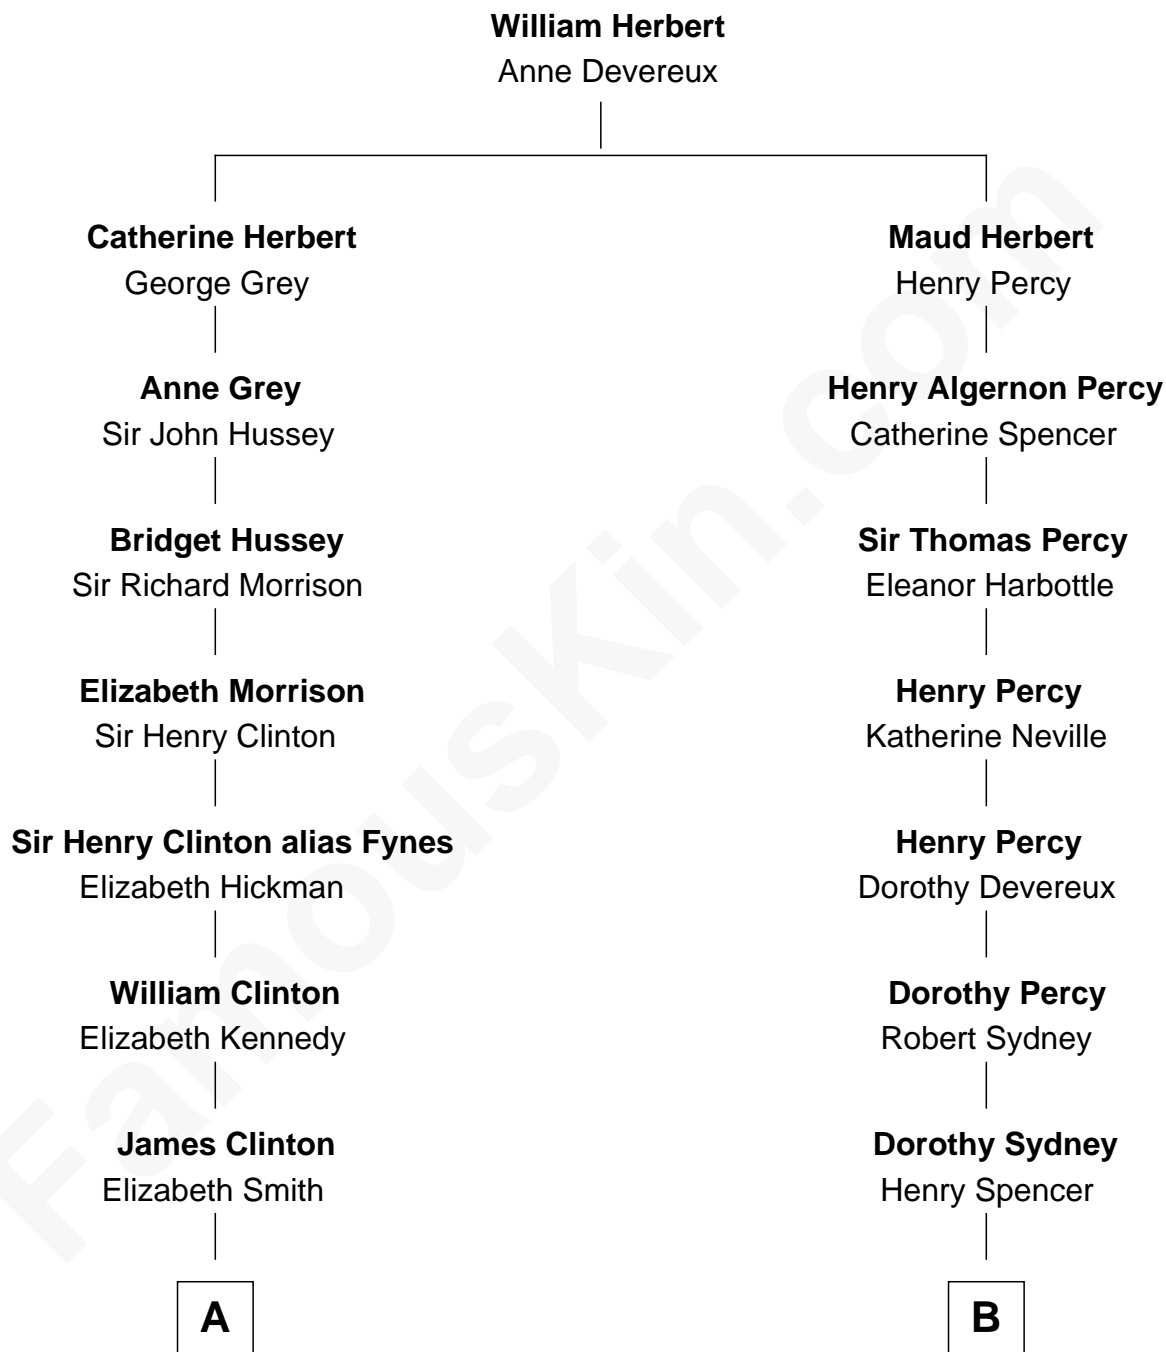 William Herbert
Anne Devereux
Catherine Herbert
George Grey
Maud Herbert
Henry Percy
Anne Grey
Sir John Hussey
Henry Algernon Percy
Catherine Spencer
Bridget Hussey
Sir Richard Morrison
Sir Thomas Percy
Eleanor Harbottle
Elizabeth Morrison
Sir Henry Clinton
Henry Percy
Katherine Neville
Sir Henry Clinton alias Fynes
Elizabeth Hickman
Henry Percy
Dorothy Devereux
William Clinton
Elizabeth Kennedy
Dorothy Percy
Robert Sydney
James Clinton
Elizabeth Smith
Dorothy Sydney
Henry Spencer
A
B
FamousKin.com